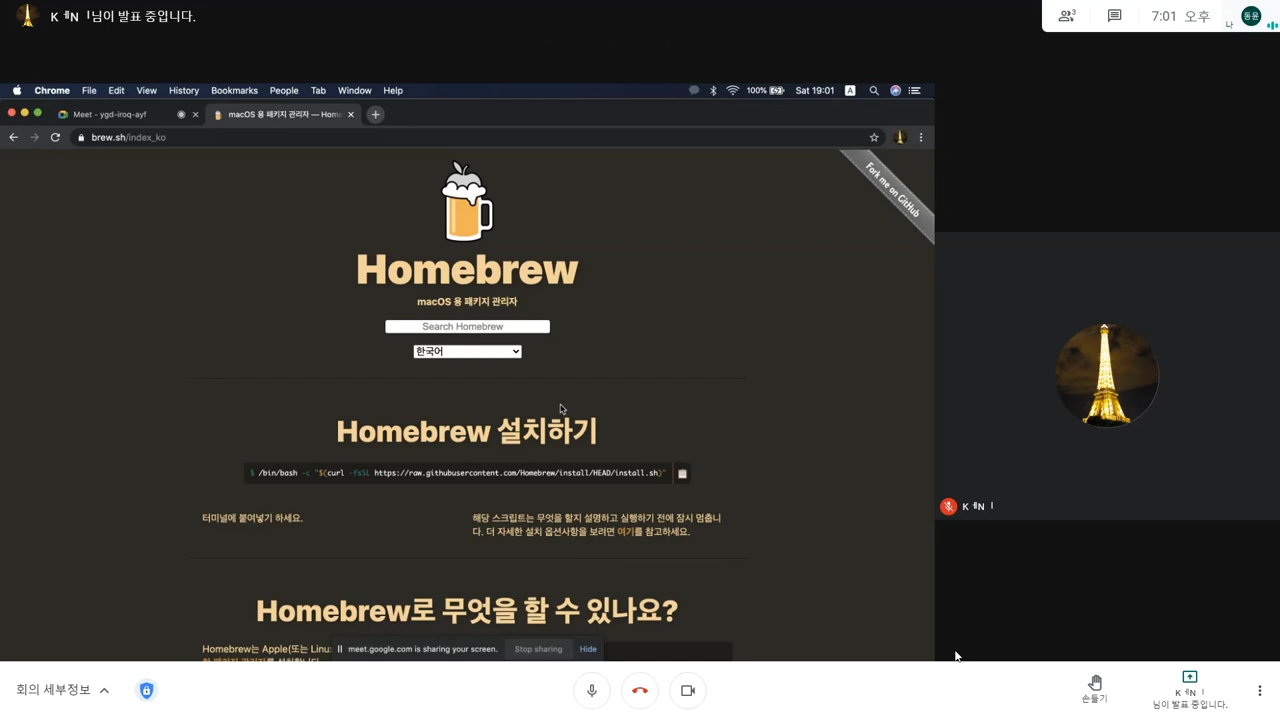 K ㅔN ㅣ님이 발표 중입니다.
3
7:01 오후
나
동윤
Chrome File Edit View History Bookmarks People Tab Window Help
100%
Sat 19:01
A
Meet - ygd-iroq-ayf
macOS 용 패키지 관리자 — Home
brew.sh/index_ko
Fork me on GitHub
Homebrew
macOS 용 패키지 관리자
Search Homebrew
한국어
Homebrew 설치하기
$ /bin/bash -c "$(curl -fsSL https://raw.githubusercontent.com/Homebrew/install/HEAD/install.sh)"
터미널에 붙여넣기 하세요.
해당 스크립트는 무엇을 할지 설명하고 실행하기 전에 잠시 멈춥니
다. 더 자세한 설치 옵션사항을 보려면 여기를 참고하세요.
K ㅔN ㅣ
Homebrew로 무엇을 할 수 있나요?
Homebrew는 Apple(또는 Linu
meet.google.com is sharing your screen.
Stop sharing
Hide
회의 세부정보
손들기
K ㅔN ㅣ
님이 발표 중입니다.